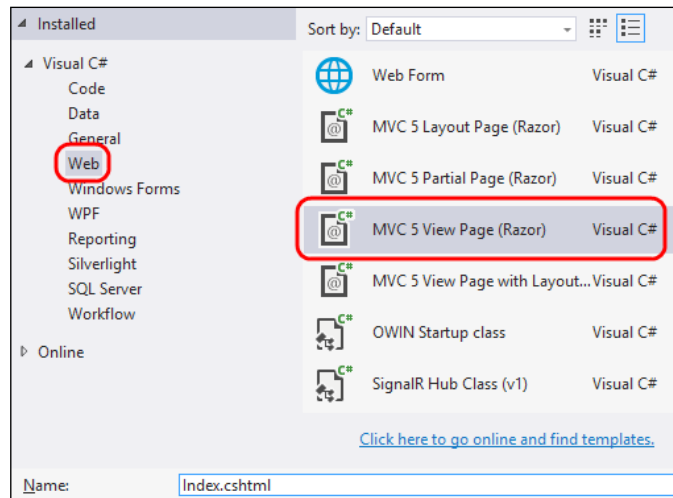 Installed
Sort by: Default
Visual C#
Code
Data
General
Web
Windows Forms
WPF
Reporting
Silverlight
SQL Server
Workflow
Online
Web Form Visual C#
C#
@
MVC 5 Layout Page (Razor) Visual C#
C#
@
MVC 5 Partial Page (Razor) Visual C#
C#
@
MVC 5 View Page (Razor) Visual C#
C#
@
MVC 5 View Page with Layout... Visual C#
C#
OWIN Startup class Visual C#
C#
SignalR Hub Class (v1) Visual C#
Click here to go online and find templates.
Name: Index.cshtml